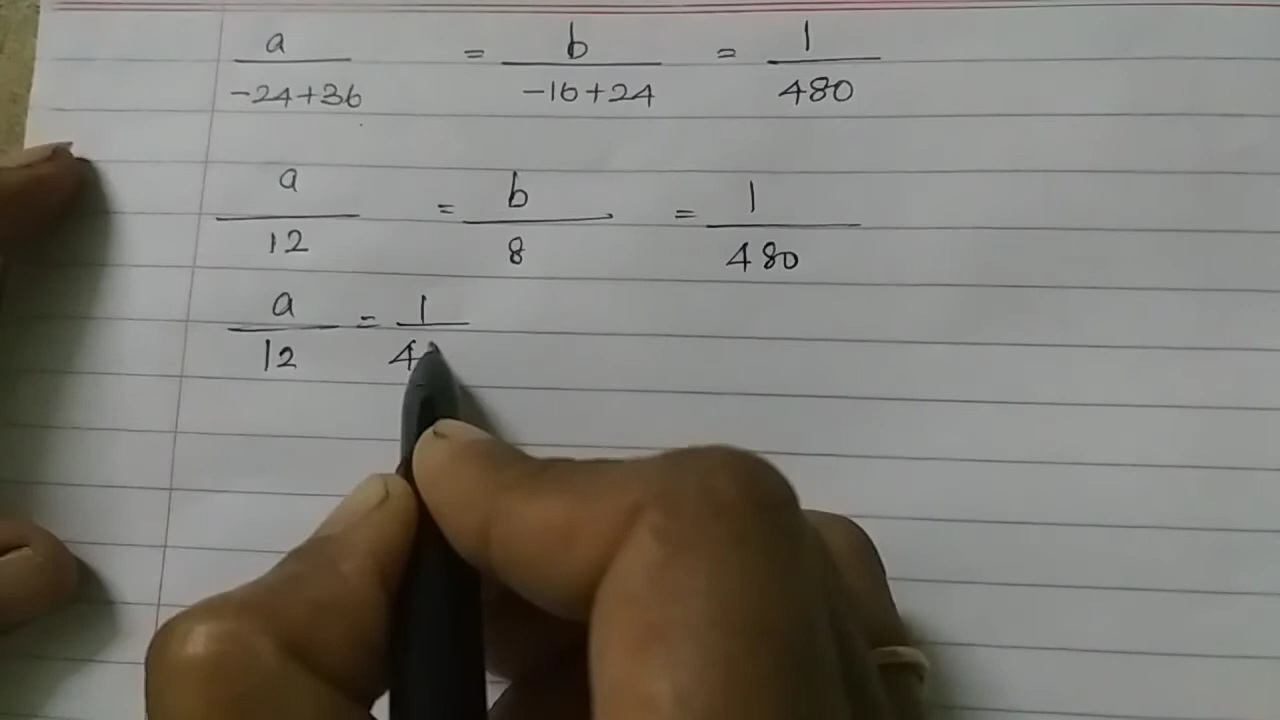 a/-24+36 = b/-16+24 = 1/480
a/12 = b/8 = 1/480
a/12 = 1/4